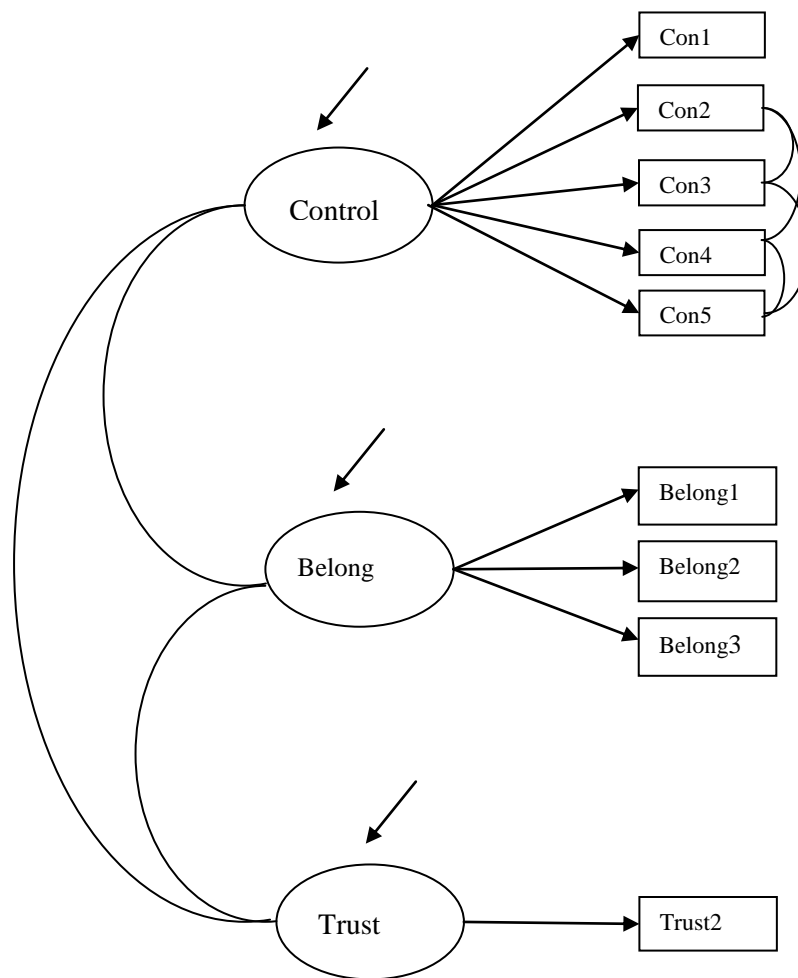 Con1
Con2
Con3
Control
Con4
Con5
Belong1
Belong
Belong2
Belong3
Trust
Trust2